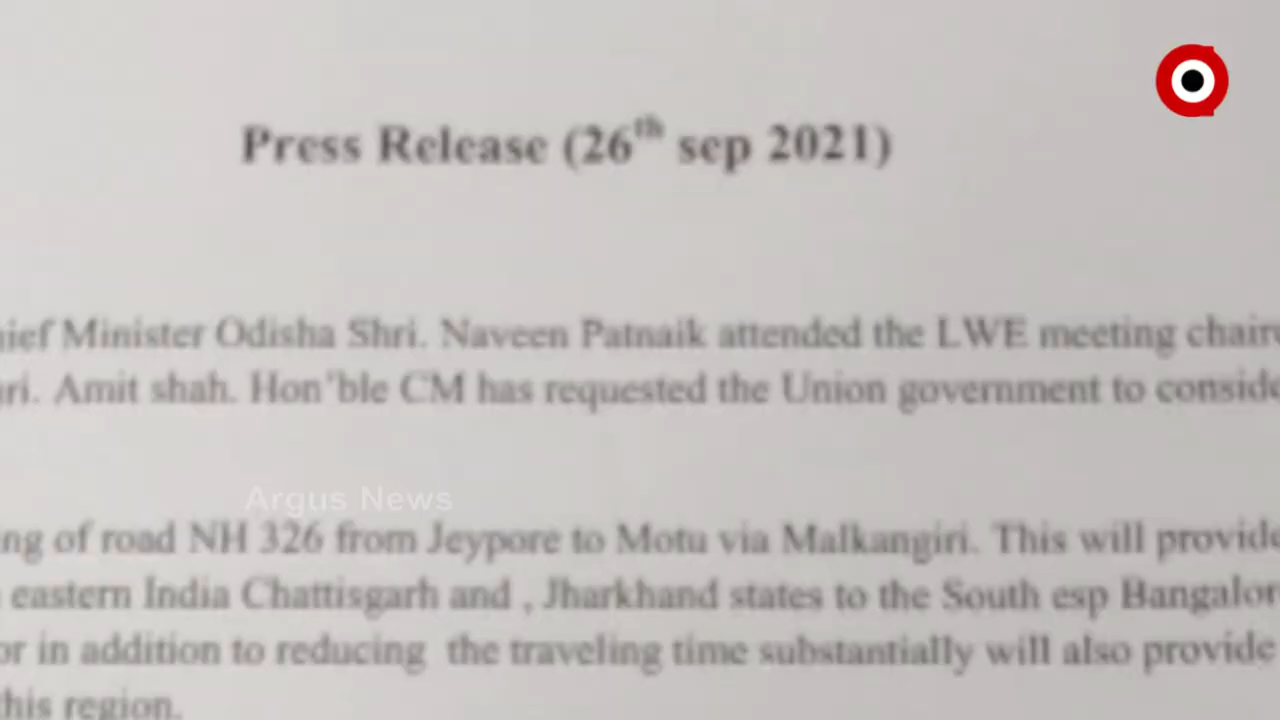 Press Release (26th sep 2021)
ief Minister Odisha Shri. Naveen Patnaik attended the LWE meeting chair
ri. Amit shah. Hon'ble CM has requested the Union government to conside
Argus News
ng of road NH 326 from Jeypore to Motu via Malkangiri. This will provide
eastern India Chattisgarh and , Jharkhand states to the South esp Bangalor
or in addition to reducing the traveling time substantially will also provide
this region.